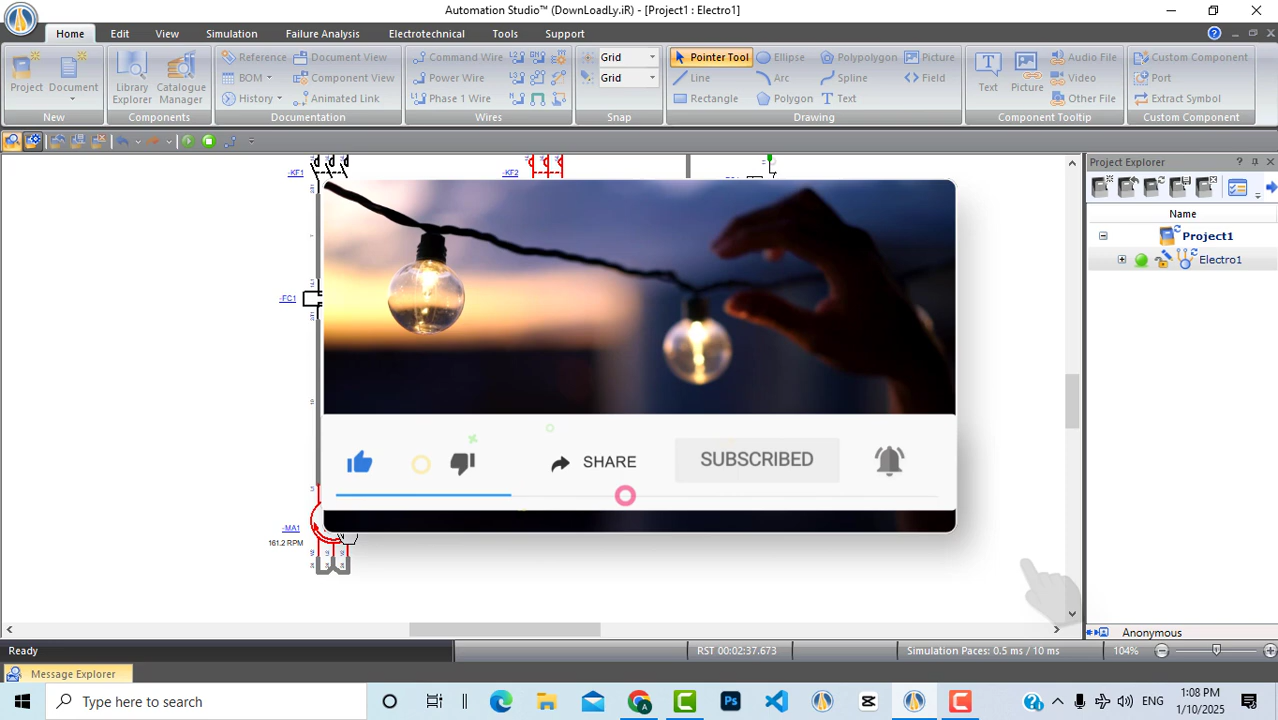 Automation Studio™ (DownLoadLy.iR) - [Project1 : Electro1]
Home Edit View Simulation Failure Analysis Electrotechnical Tools Support
Reference Document View Command Wire Grid Pointer Tool Ellipse Polypolygon Picture Audio File Custom Component
Project Document Library Explorer Catalogue Manager BOM Component View Power Wire Grid Line Arc Spline Field Text Picture Video Port
History Animated Link Phase 1 Wire Rectangle Polygon Text Other File Extract Symbol
New Components Documentation Wires Snap Drawing Component Tooltip Custom Component
Project Explorer
-KF1
-KF2
Name
Project1
Electro1
-FC1
SHARE
SUBSCRIBED
-MA1
161.2 RPM
Anonymous
Ready RST 00:02:37.673 Simulation Paces: 0.5 ms / 10 ms 104%
Message Explorer
Type here to search
ENG
1:08 PM
1/10/2025